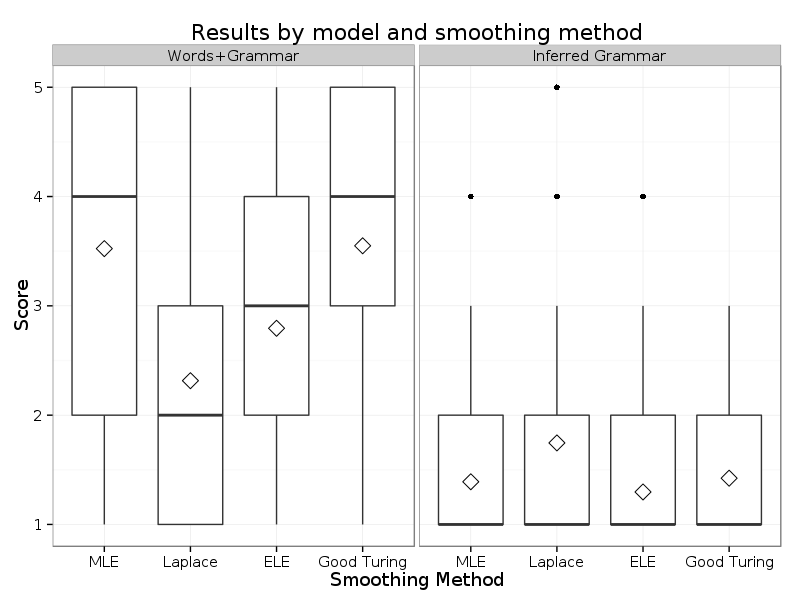 Results by model and smoothing method
Words+Grammar
Inferred Grammar
Score
5
4
3
2
1
MLE Laplace ELE Good Turing
MLE Laplace ELE Good Turing
Smoothing Method